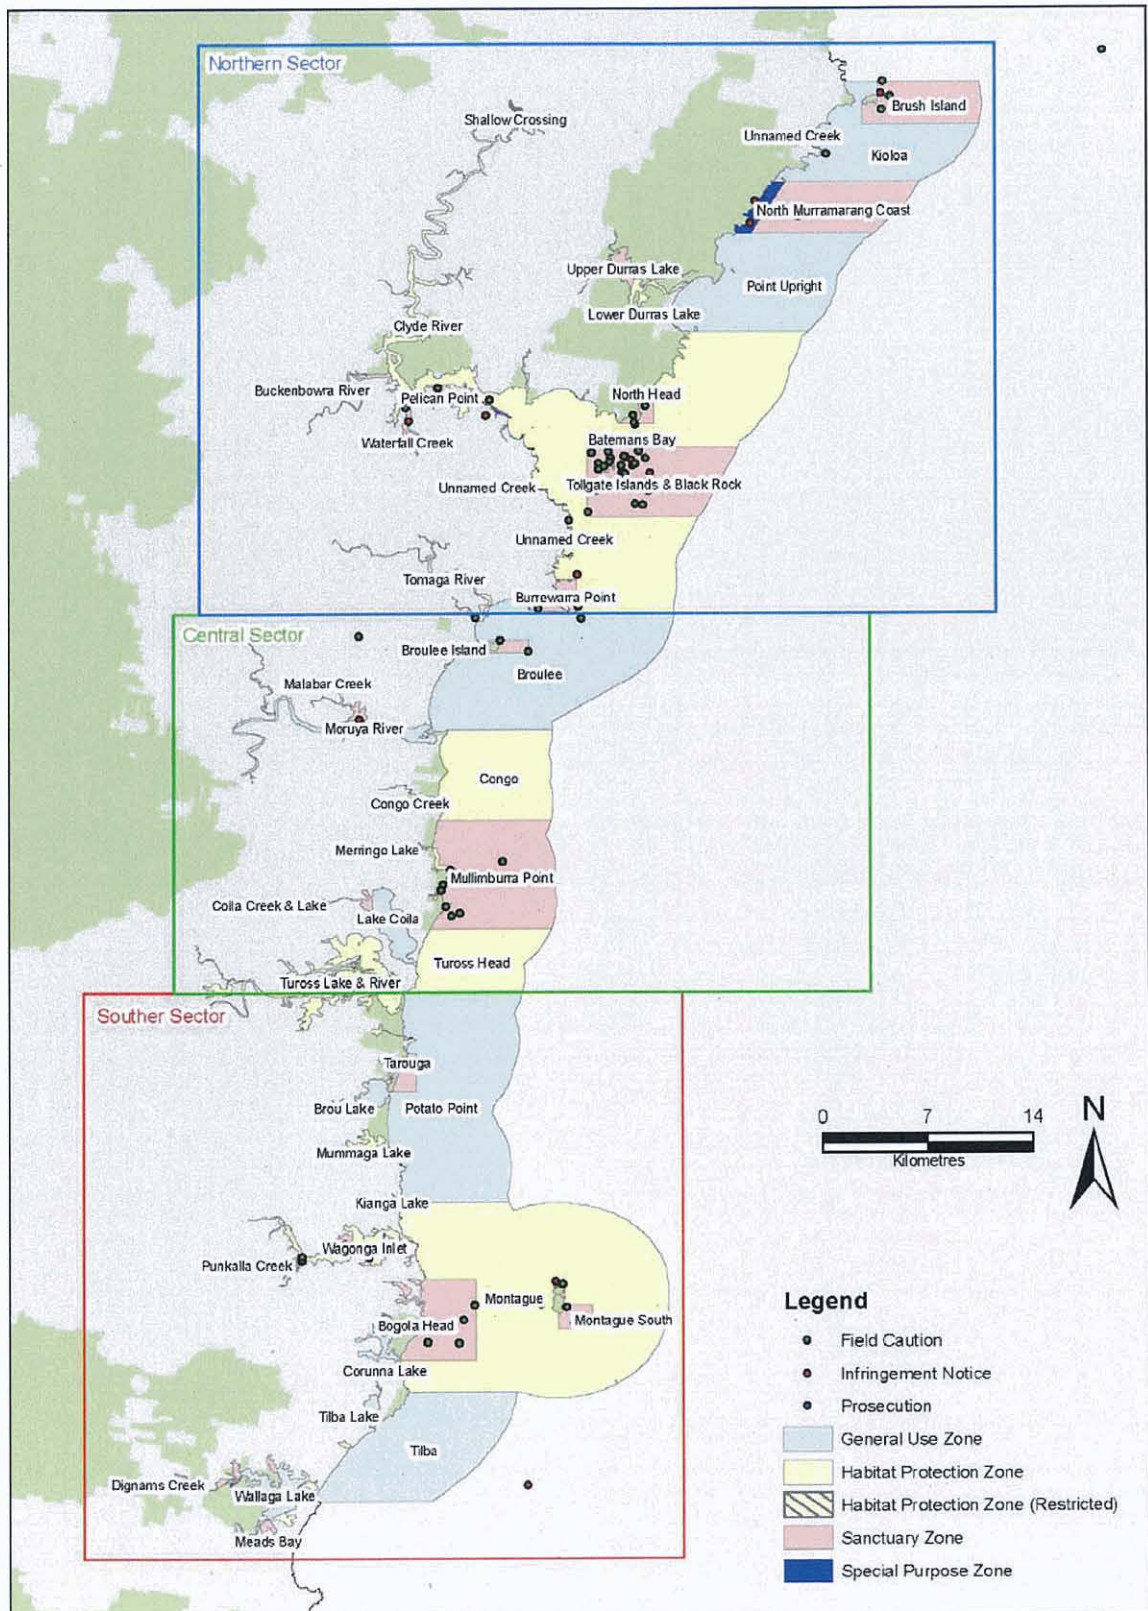 Northern Sector
Shallow Crossing
Brush Island
Unnamed Creek
Kioloa
North Murramarang Coast
Upper Durras Lake
Point Upright
Lower Durras Lake
Clyde River
Buckenbowra River
Pelican Point
North Head
Waterfall Creek
Batemans Bay
Unnamed Creek
Tollgate Islands & Black Rock
Unnamed Creek
Tomaga River
Burrewarra Point
Central Sector
Broulee Island
Broulee
Malabar Creek
Moruya River
Congo
Congo Creek
Merringo Lake
Mullimburra Point
Coila Creek & Lake
Lake Coila
Tuross Head
Tuross Lake & River
Souther Sector
Tarouga
Brou Lake
Potato Point
Mummaga Lake
Kianga Lake
Wagonga Inlet
Punkalla Creek
Montague
Montague South
Bogola Head
Corunna Lake
Tilba Lake
Tilba
Dignams Creek
Wallaga Lake
Meads Bay
0 7 14
Kilometres
N
Legend
Field Caution
Infringement Notice
Prosecution
General Use Zone
Habitat Protection Zone
Habitat Protection Zone (Restricted)
Sanctuary Zone
Special Purpose Zone